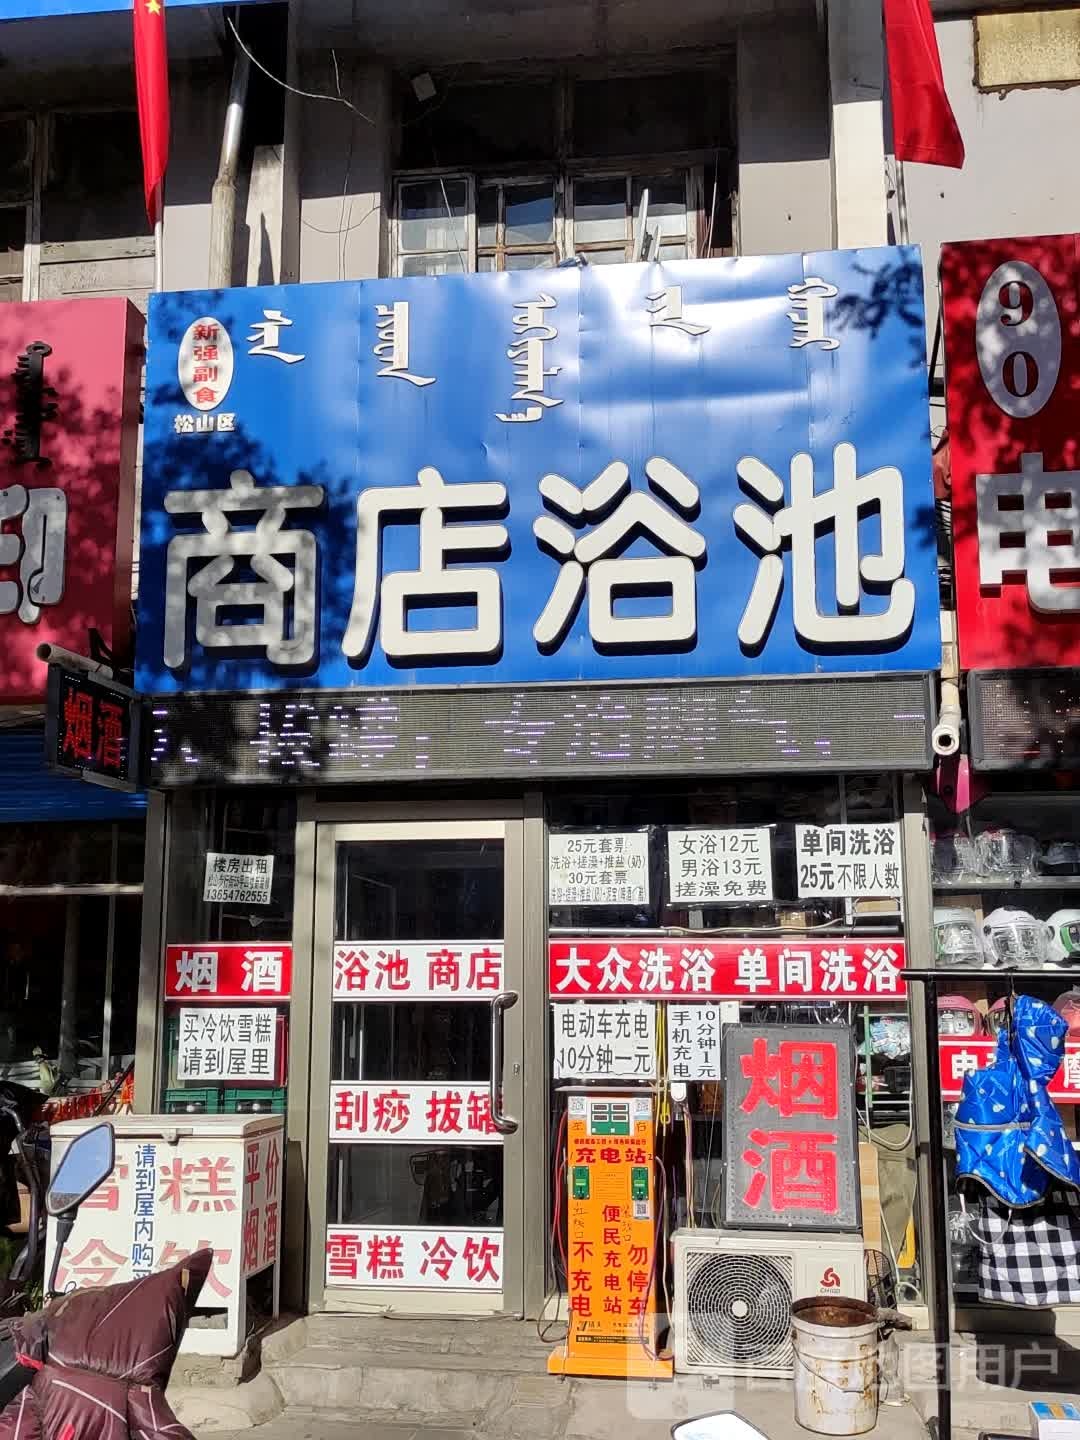 新强副食
松山区
商店浴池
90
电
印
烟酒
楼房出租
13654762555
25元套票
洗浴+搓澡+推盐(奶)
30元套票
女浴12元
男浴13元
搓澡免费
单间洗浴
25元不限人数
烟 酒
浴池 商店
大众洗浴 单间洗浴
买冷饮雪糕
请到屋里
电动车充电
10分钟一元
手机充电
10分钟1元
烟酒
刮痧 拔罐
雪糕 冷饮
雪糕
冷饮
请到屋内购买
平价烟酒
充电站
便民充电站
不充电
勿停车
CHIGO